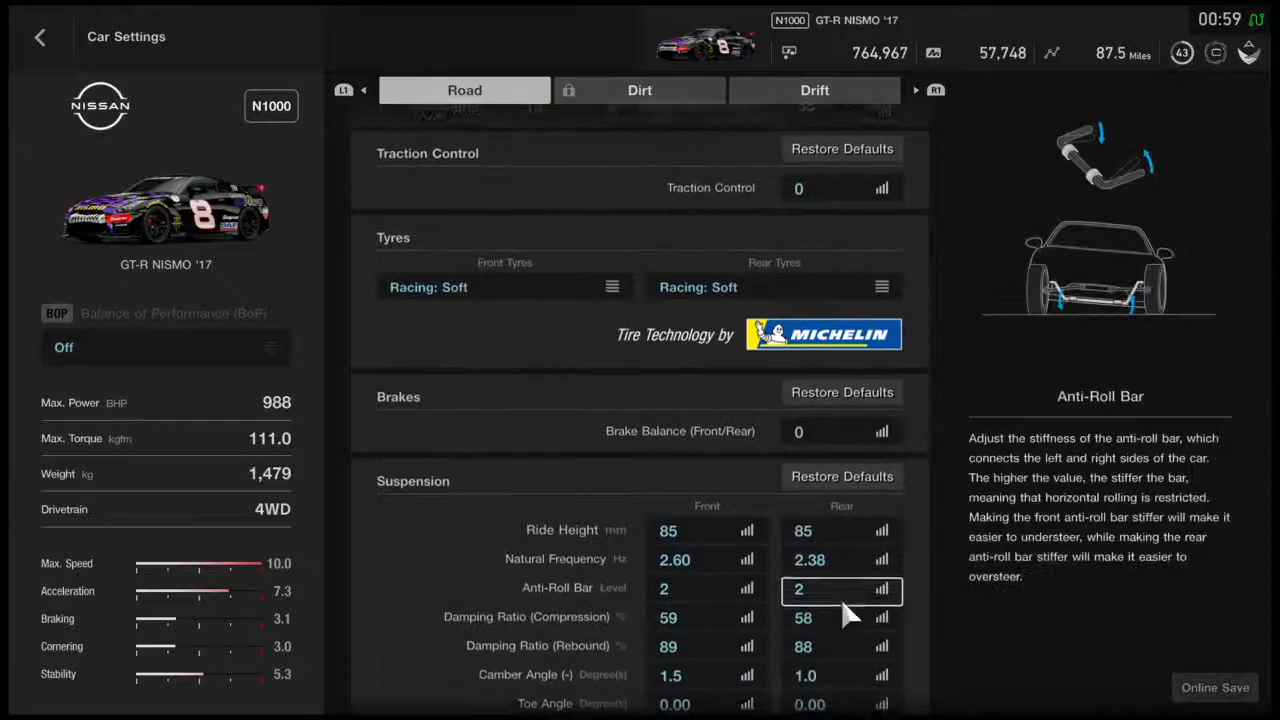 Car Settings
N1000 GT-R NISMO '17
00:59
764,967 57,748 87.5 Miles 43
NISSAN
N1000
8
GT-R NISMO '17
BOP Balance of Performance (BoP)
Off
Max. Power BHP 988
Max. Torque kgfm 111.0
Weight kg 1,479
Drivetrain 4WD
Max. Speed 10.0
Acceleration 7.3
Braking 3.1
Cornering 3.0
Stability 5.3
L1 Road Dirt Drift R1
Traction Control Restore Defaults
Traction Control 0
Tyres
Front Tyres Rear Tyres
Racing: Soft Racing: Soft
Tire Technology by MICHELIN
Brakes Restore Defaults
Brake Balance (Front/Rear) 0
Suspension Restore Defaults
Front Rear
Ride Height mm 85 85
Natural Frequency Hz 2.60 2.38
Anti-Roll Bar Level 2 2
Damping Ratio (Compression) % 59 58
Damping Ratio (Rebound) % 89 88
Camber Angle (-) Degree(s) 1.5 1.0
Toe Angle Degree(s) 0.00 0.00
Anti-Roll Bar
Adjust the stiffness of the anti-roll bar, which
connects the left and right sides of the car.
The higher the value, the stiffer the bar,
meaning that horizontal rolling is restricted.
Making the front anti-roll bar stiffer will make it
easier to understeer, while making the rear
anti-roll bar stiffer will make it easier to
oversteer.
Online Save